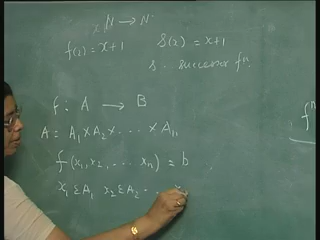 N → N
f(x) = x+1 S(x) = x+1
S. successor fn.
f : A → B
A = A₁ × A₂ × . . . × Aₙ
f(x₁, x₂, . . . xₙ) = b
x₁ ∈ A₁ x₂ ∈ A₂ . . .
fⁿ